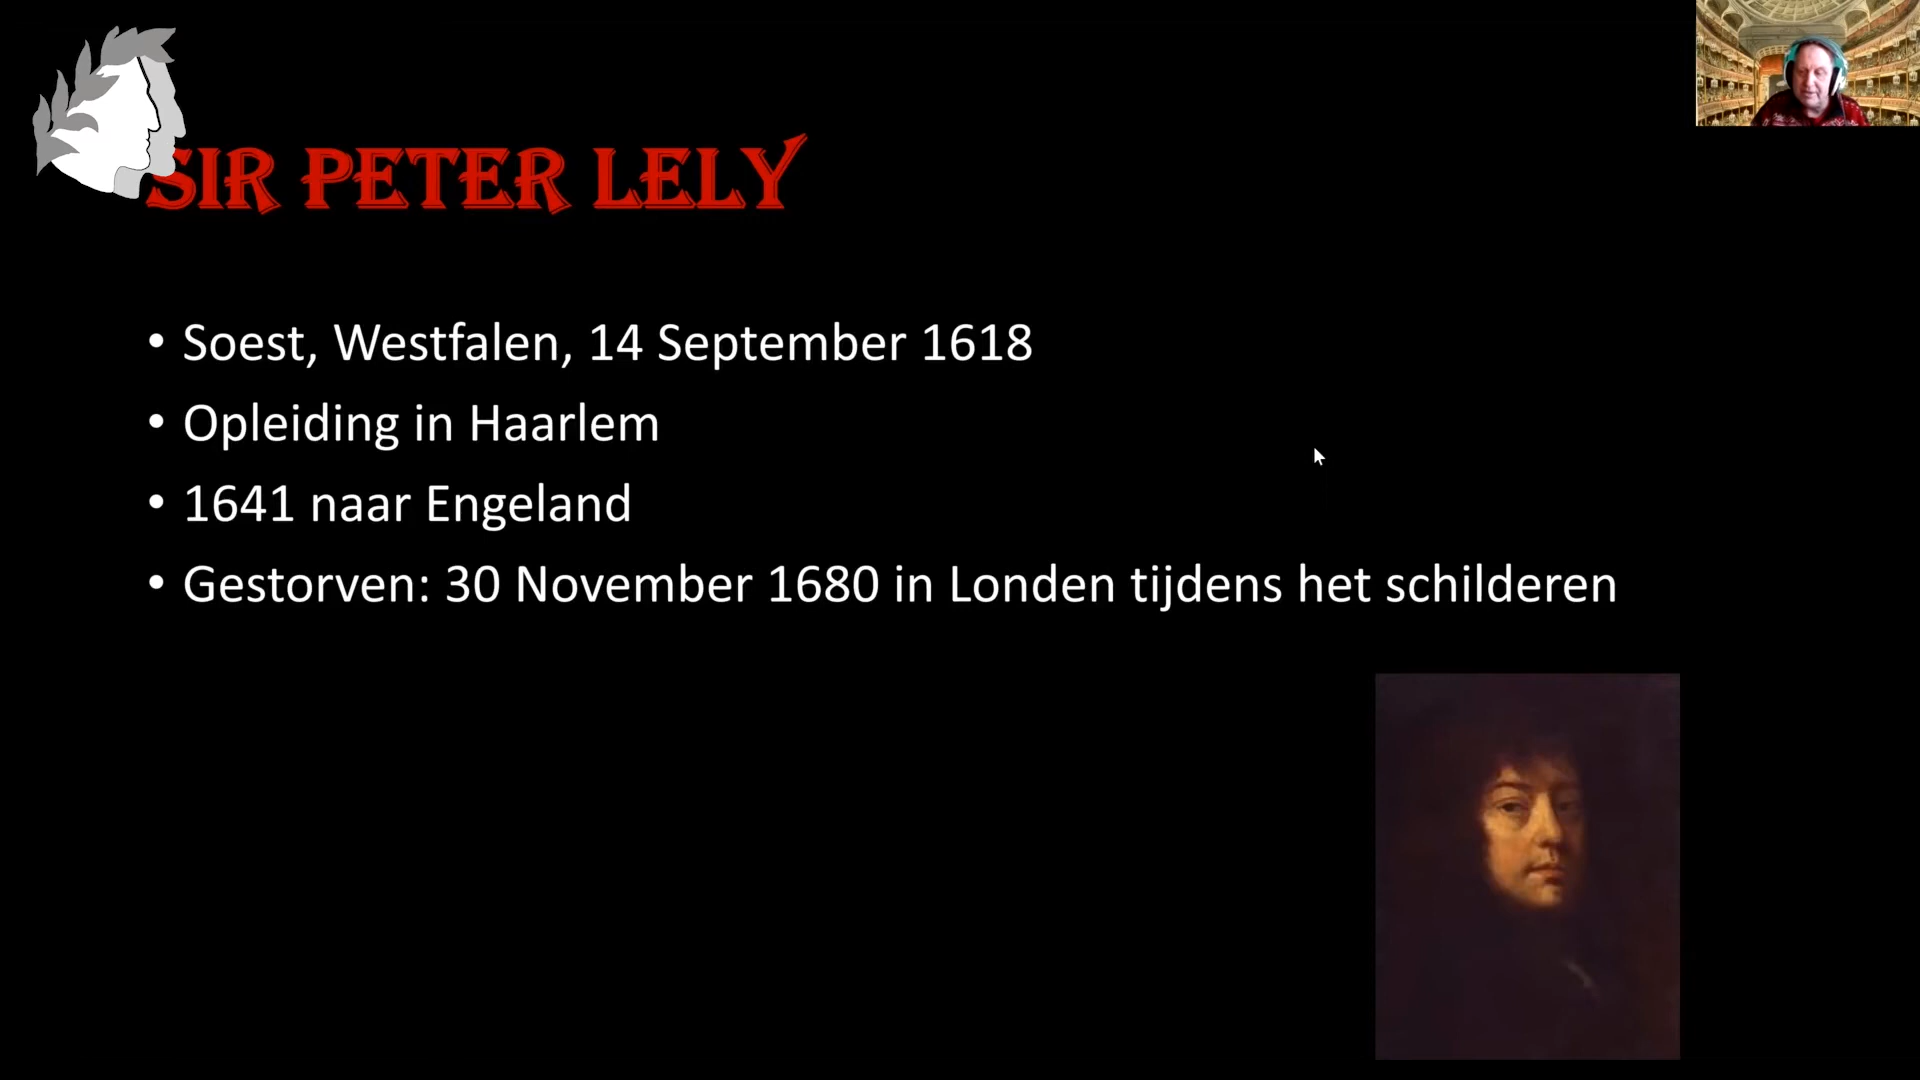 SIR PETER LELY
• Soest, Westfalen, 14 September 1618
• Opleiding in Haarlem
• 1641 naar Engeland
• Gestorven: 30 November 1680 in Londen tijdens het schilderen